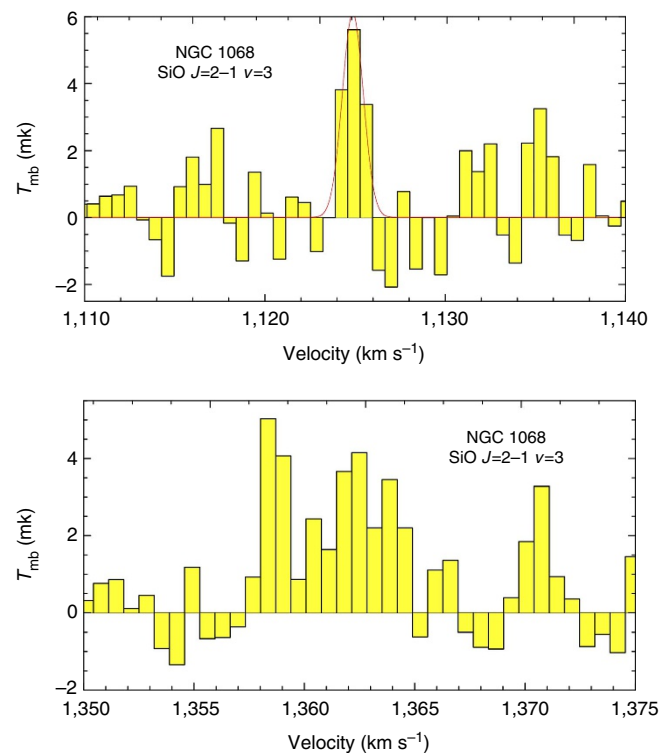 6
4
2
0
−2
T_mb (mk)
NGC 1068
SiO J=2–1 v=3
1,110
1,120
1,130
1,140
Velocity (km s⁻¹)
4
2
0
−2
T_mb (mk)
NGC 1068
SiO J=2–1 v=3
1,350
1,355
1,360
1,365
1,370
1,375
Velocity (km s⁻¹)